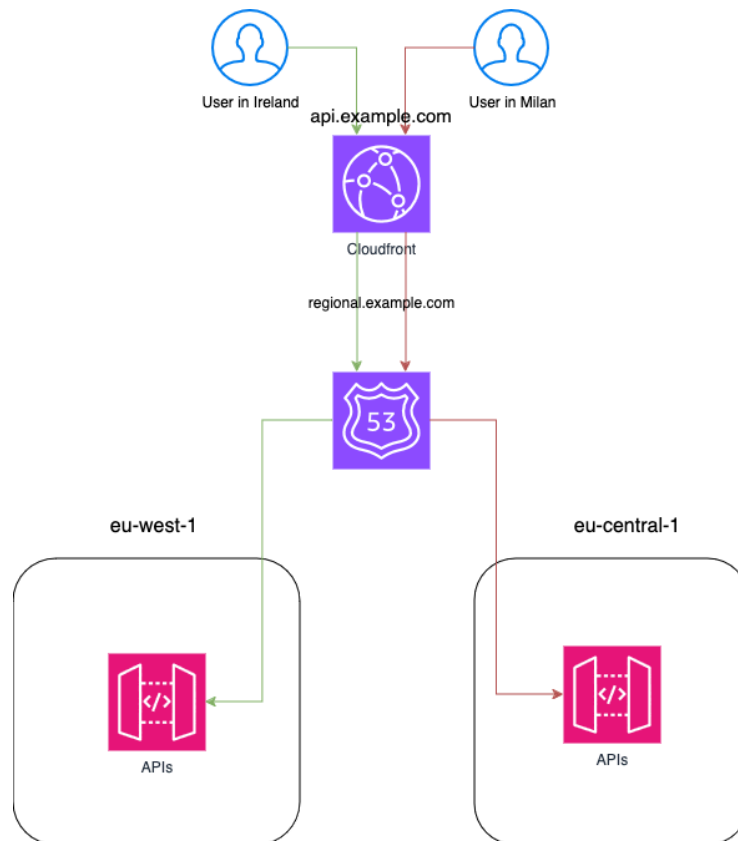 User in Ireland
User in Milan
api.example.com
Cloudfront
regional.example.com
53
eu-west-1
eu-central-1
</>
APIs
</>
APIs